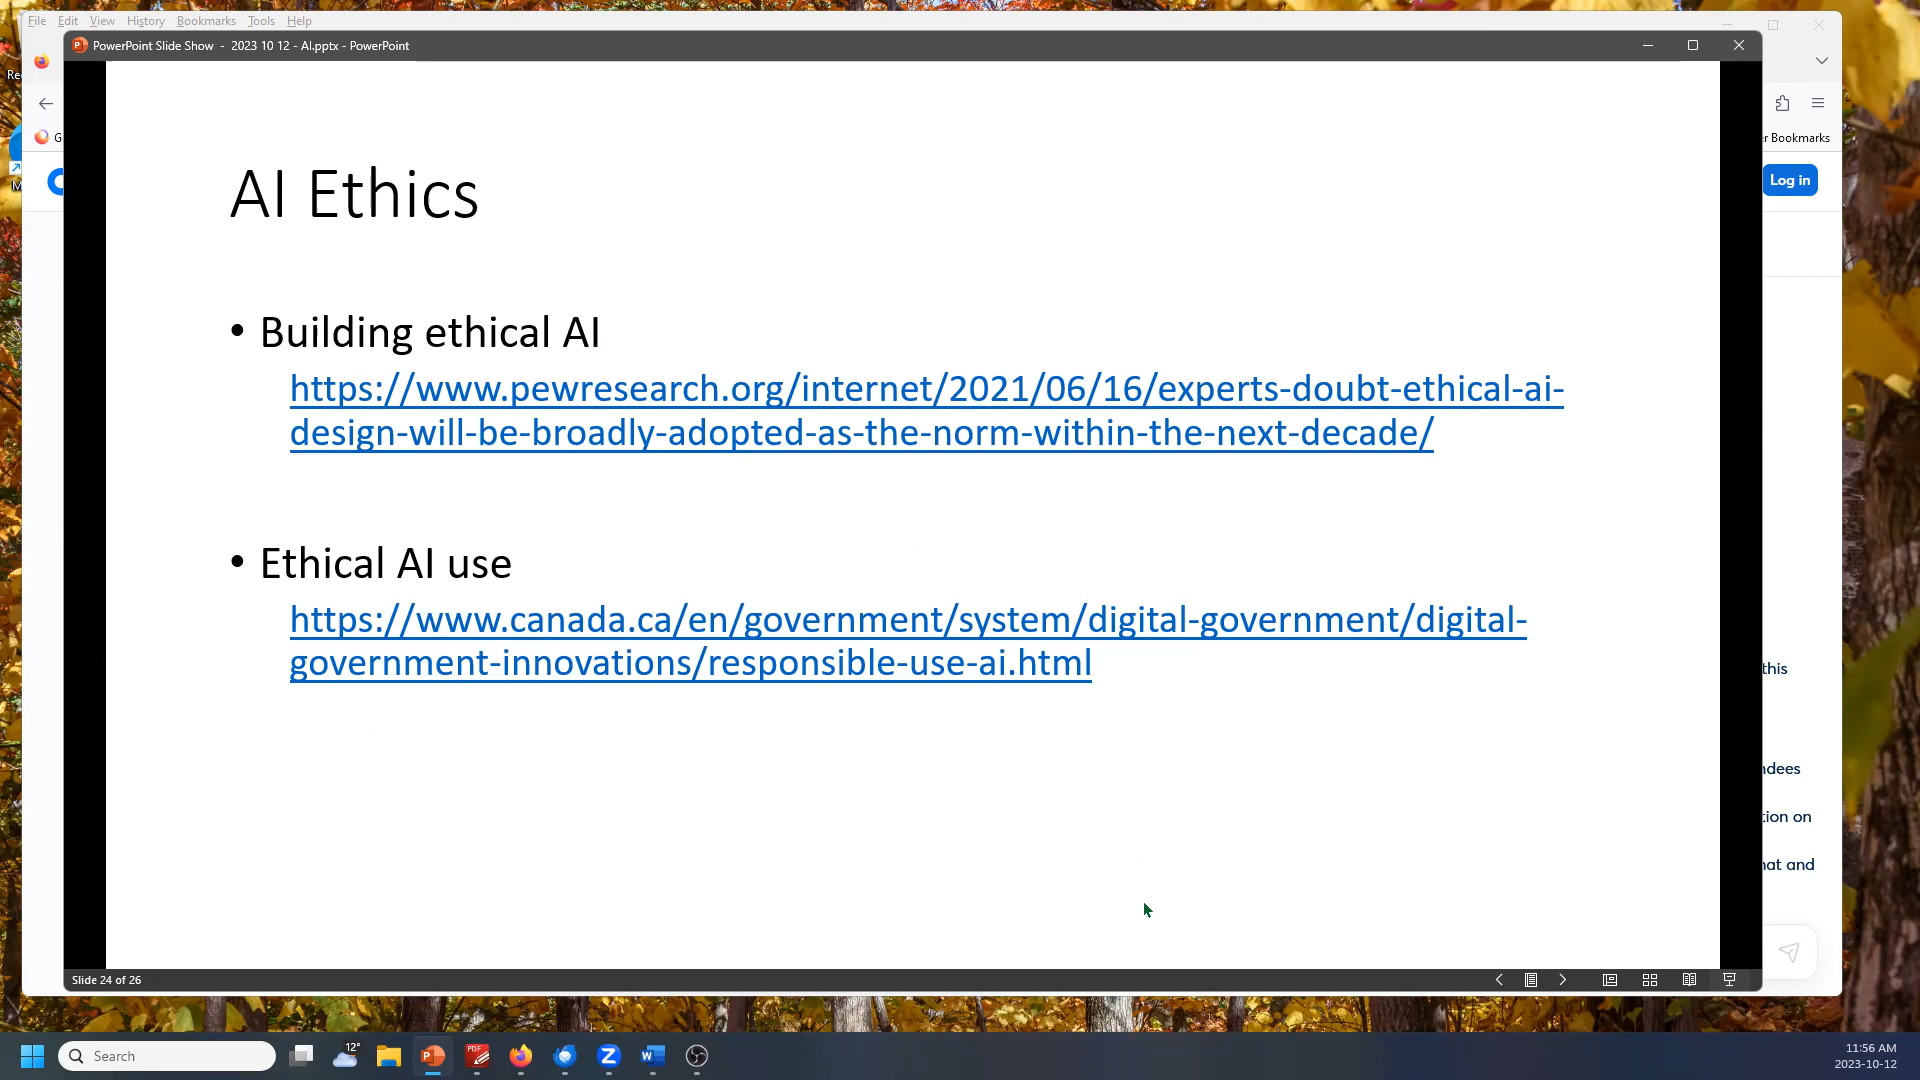 File Edit View History Bookmarks Tools Help
PowerPoint Slide Show - 2023 10 12 - AI.pptx - PowerPoint
r Bookmarks
Log in
AI Ethics
• Building ethical AI
https://www.pewresearch.org/internet/2021/06/16/experts-doubt-ethical-ai-
design-will-be-broadly-adopted-as-the-norm-within-the-next-decade/
• Ethical AI use
https://www.canada.ca/en/government/system/digital-government/digital-
government-innovations/responsible-use-ai.html
this
ndees
tion on
hat and
Slide 24 of 26
Search
12°
PDF
11:56 AM
2023-10-12